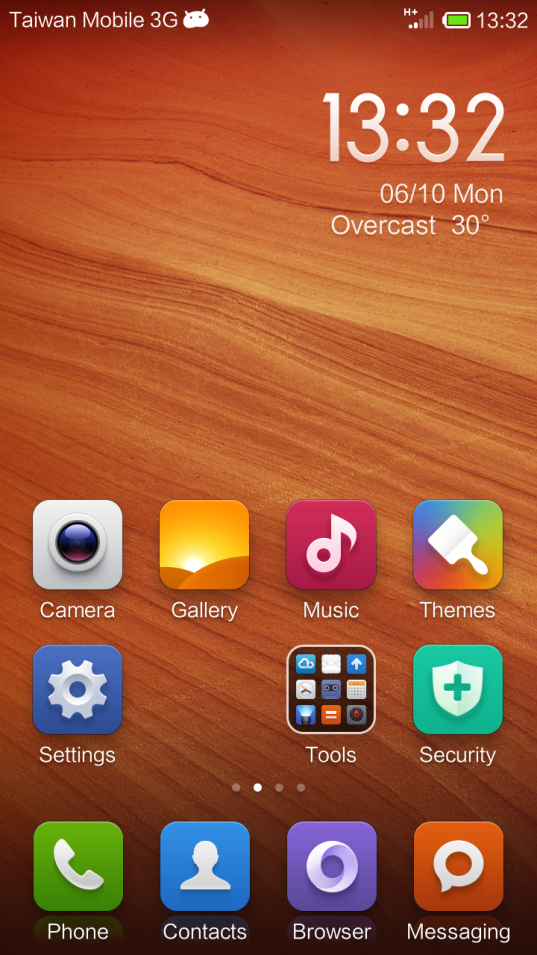 Taiwan Mobile 3G
H+
13:32
13:32
06/10 Mon
Overcast 30°
Camera
Gallery
Music
Themes
Settings
Tools
Security
Phone
Contacts
Browser
Messaging